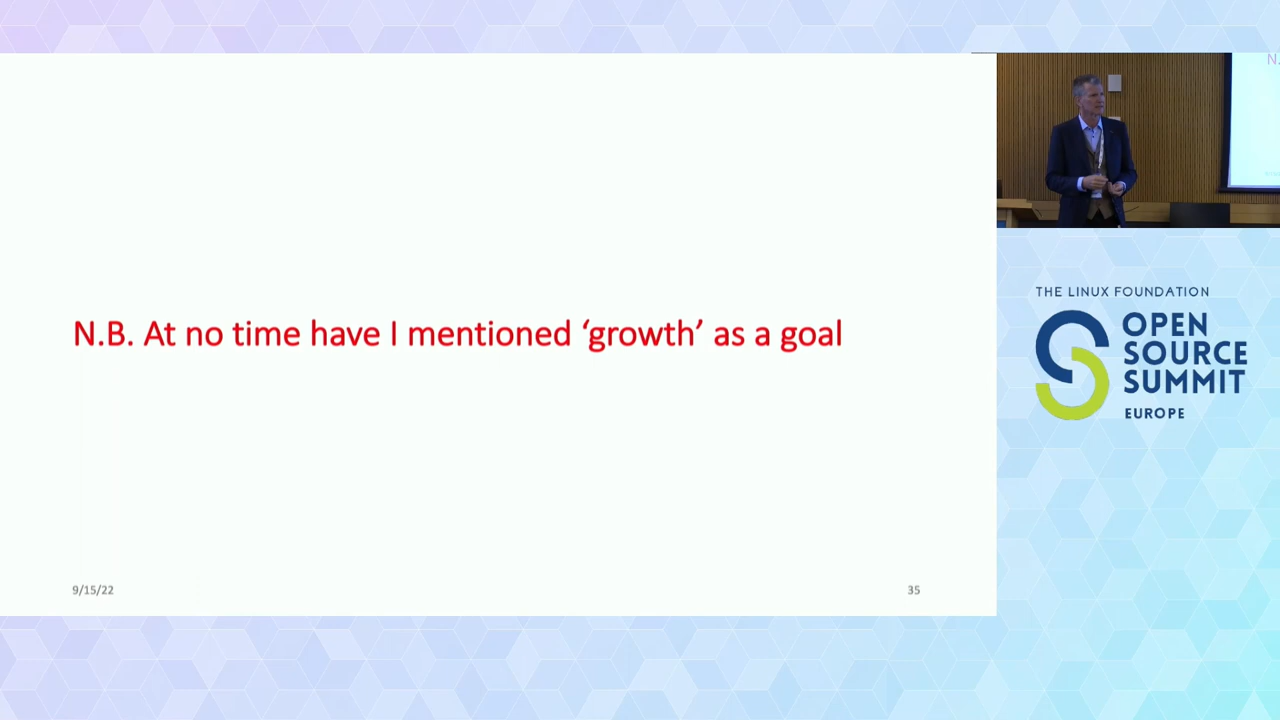 N.B. At no time have I mentioned ‘growth’ as a goal
9/15/22
35
N.
THE LINUX FOUNDATION
OPEN
SOURCE
SUMMIT
EUROPE